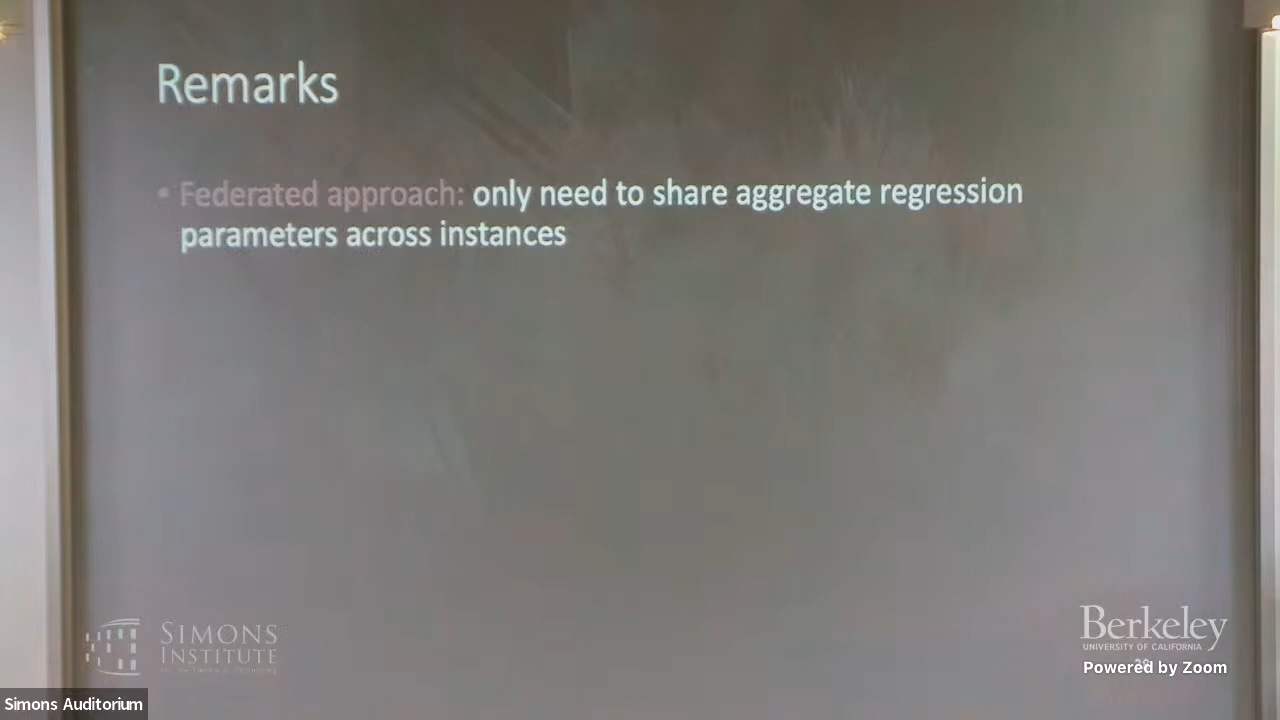 Remarks
• Federated approach: only need to share aggregate regression
parameters across instances
SIMONS
INSTITUTE
Berkeley
UNIVERSITY OF CALIFORNIA
Powered by Zoom
Simons Auditorium